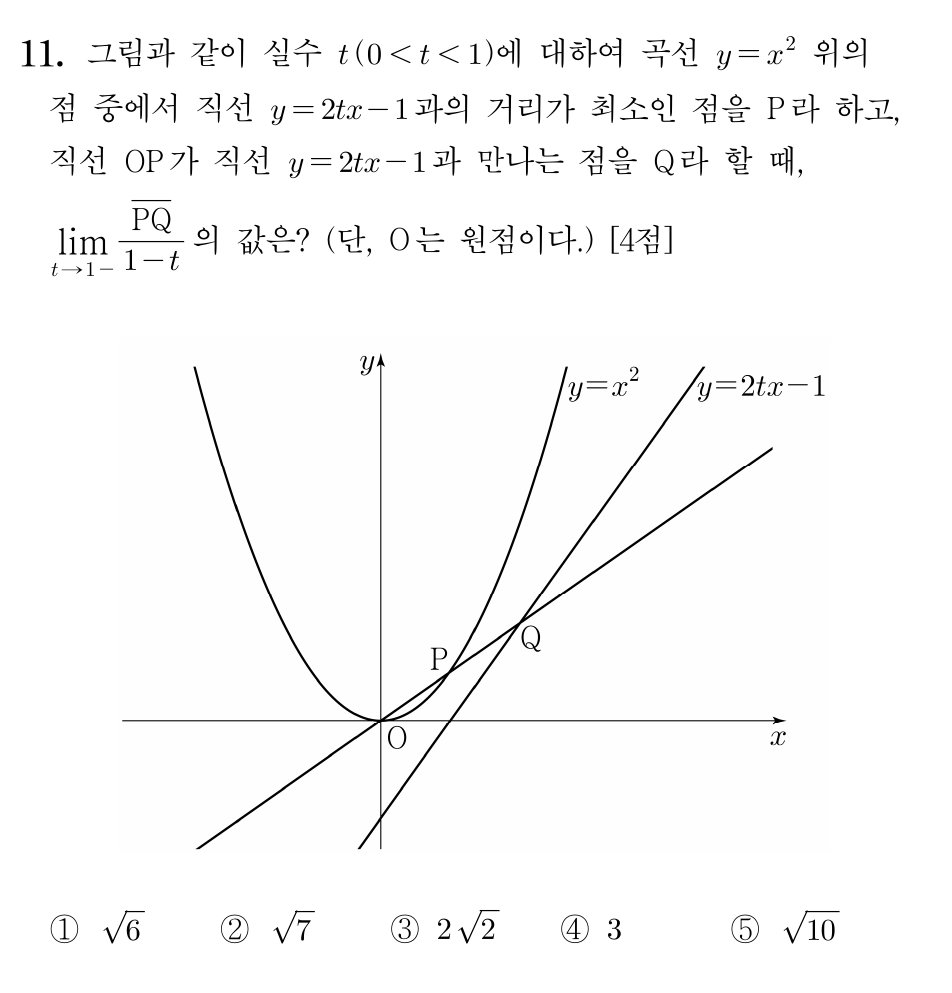 11. 그림과 같이 실수 t(0<t<1)에 대하여 곡선 y=x² 위의
점 중에서 직선 y=2tx-1과의 거리가 최소인 점을 P라 하고,
직선 OP가 직선 y=2tx-1과 만나는 점을 Q라 할 때,
lim_{t→1-} \frac{\overline{PQ}}{1-t}의 값은? (단, O는 원점이다.) [4점]
y
y=x²
y=2tx-1
P
Q
O
x
① √6 ② √7 ③ 2√2 ④ 3 ⑤ √10